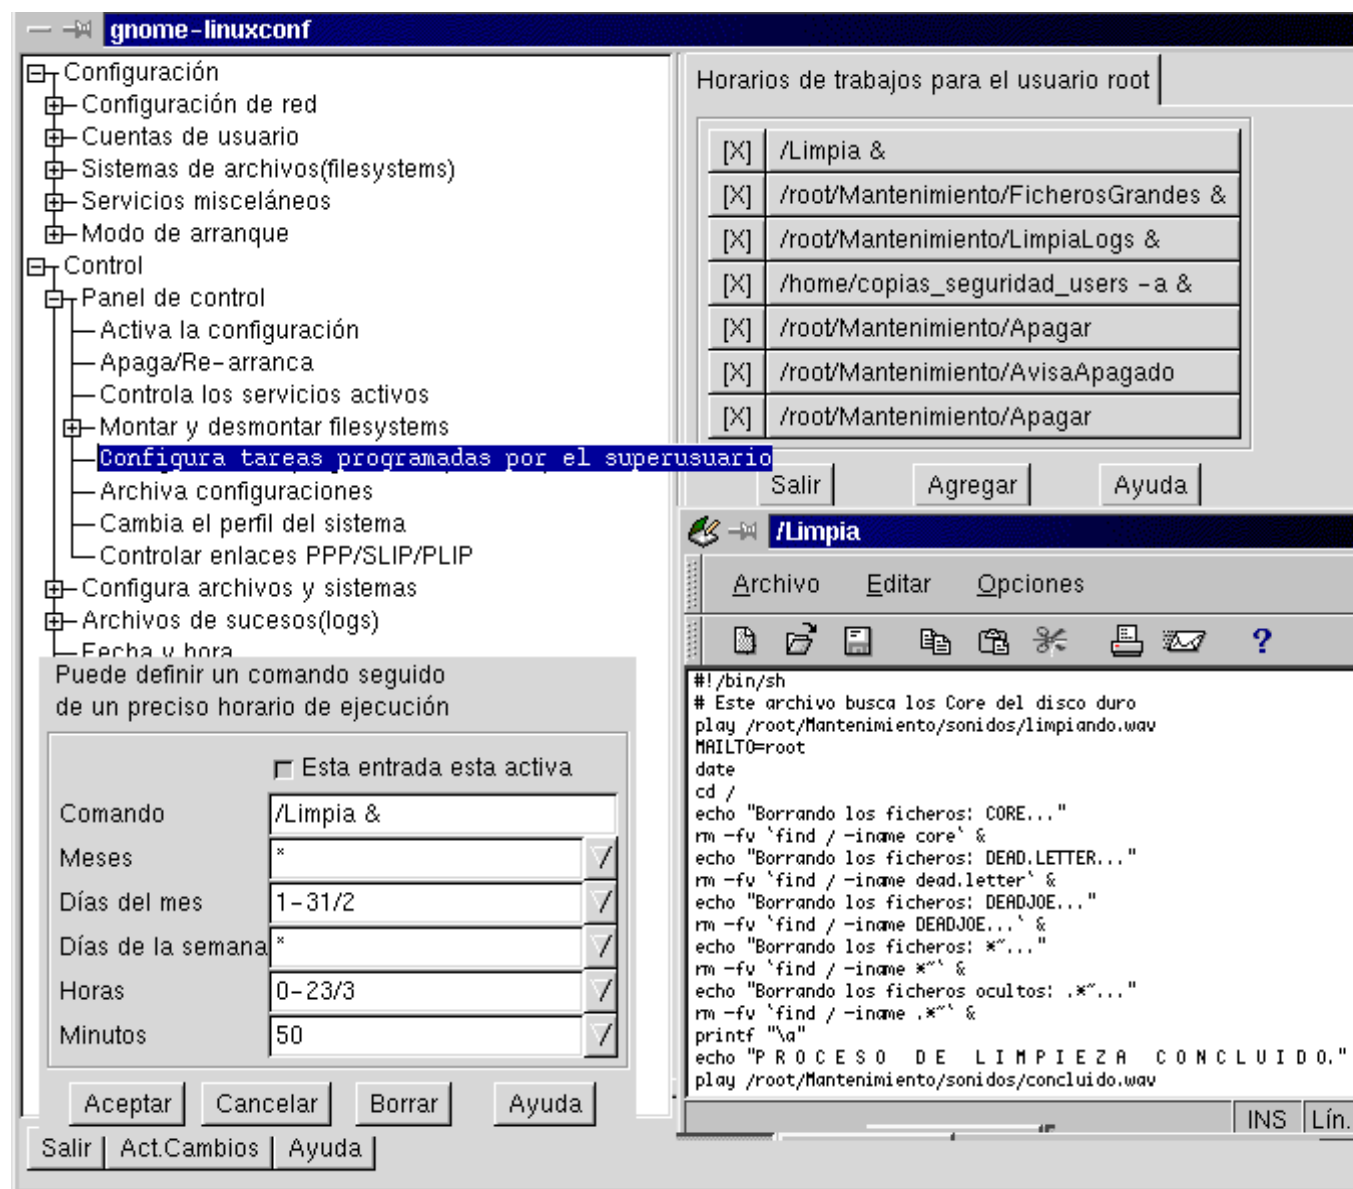 gnome-linuxconf
Configuración
Configuración de red
Cuentas de usuario
Sistemas de archivos(filesystems)
Servicios misceláneos
Modo de arranque
Control
Panel de control
Activa la configuración
Apaga/Re-arranca
Controla los servicios activos
Montar y desmontar filesystems
Configura tareas programadas por el superusuario
Archiva configuraciones
Cambia el perfil del sistema
Controlar enlaces PPP/SLIP/PLIP
Configura archivos y sistemas
Archivos de sucesos(logs)
Fecha y hora
Puede definir un comando seguido
de un preciso horario de ejecución
Esta entrada esta activa
Comando /Limpia &
Meses *
Días del mes 1-31/2
Días de la semana *
Horas 0-23/3
Minutos 50
Aceptar Cancelar Borrar Ayuda
Salir Act.Cambios Ayuda
Horarios de trabajos para el usuario root
[X] /Limpia &
[X] /root/Mantenimiento/FicherosGrandes &
[X] /root/Mantenimiento/LimpiaLogs &
[X] /home/copias_seguridad_users -a &
[X] /root/Mantenimiento/Apagar
[X] /root/Mantenimiento/AvisaApagado
[X] /root/Mantenimiento/Apagar
Salir Agregar Ayuda
/Limpia
Archivo Editar Opciones
#!/bin/sh
# Este archivo busca los Core del disco duro
play /root/Mantenimiento/sonidos/limpiando.wav
MAILTO=root
date
cd /
echo "Borrando los ficheros: CORE..."
rm -fv `find / -iname core` &
echo "Borrando los ficheros: DEAD.LETTER..."
rm -fv `find / -iname dead.letter` &
echo "Borrando los ficheros: DEADJOE..."
rm -fv `find / -iname DEADJOE...` &
echo "Borrando los ficheros: *~..."
rm -fv `find / -iname *~` &
echo "Borrando los ficheros ocultos: .*~..."
rm -fv `find / -iname .*~` &
printf "\a"
echo "P R O C E S O   D E   L I M P I E Z A   C O N C L U I D O."
play /root/Mantenimiento/sonidos/concluido.wav
INS Lín.